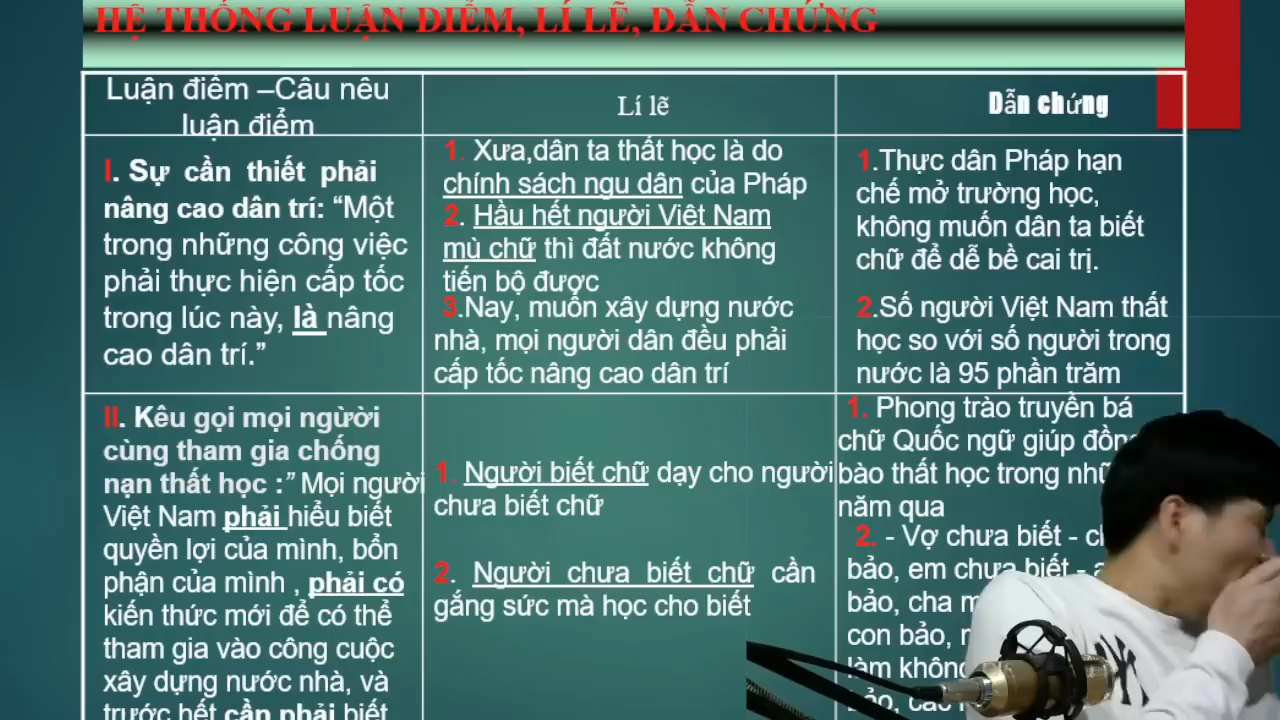 HỆ THỐNG LUẬN ĐIỂM, LÍ LẼ, DẪN CHỨNG
Luận điểm –Câu nêu
luận điểm
Lí lẽ
Dẫn chứng
I. Sự cần thiết phải
nâng cao dân trí: “Một
trong những công việc
phải thực hiện cấp tốc
trong lúc này, là nâng
cao dân trí.”
1. Xưa,dân ta thất học là do
chính sách ngu dân của Pháp
2. Hầu hết người Việt Nam
mù chữ thì đất nước không
tiến bộ được
3.Nay, muốn xây dựng nước
nhà, mọi người dân đều phải
cấp tốc nâng cao dân trí
1.Thực dân Pháp hạn
chế mở trường học,
không muốn dân ta biết
chữ để dễ bề cai trị.
2.Số người Việt Nam thất
học so với số người trong
nước là 95 phần trăm
II. Kêu gọi mọi ngừời
cùng tham gia chống
nạn thất học :” Mọi người
Việt Nam phải hiểu biết
quyền lợi của mình, bổn
phận của mình , phải có
kiến thức mới để có thể
tham gia vào công cuộc
xây dựng nước nhà, và
trước hết cần phải biết
1. Người biết chữ dạy cho người
chưa biết chữ
2. Người chưa biết chữ cần
gắng sức mà học cho biết
1. Phong trào truyền bá
chữ Quốc ngữ giúp đồng
bào thất học trong
năm qua
2. - Vợ chưa biết -
bảo, em chưa biết -
bảo, cha
con bảo,
làm
bảo,